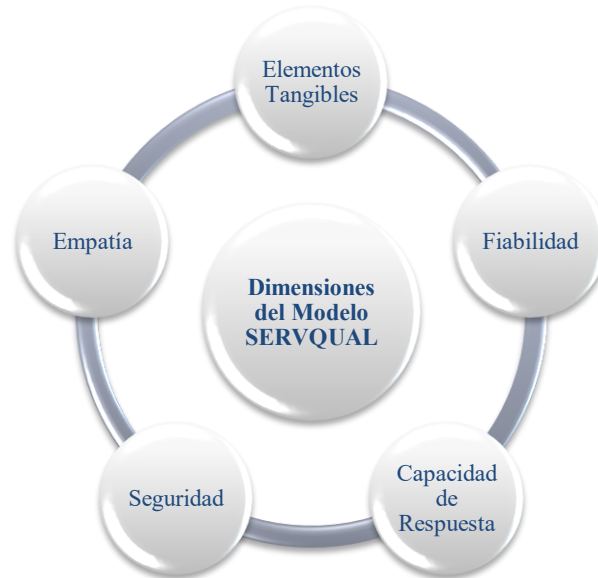 Elementos
Tangibles
Fiabilidad
Capacidad
de
Respuesta
Seguridad
Empatía
Dimensiones
del Modelo
SERVQUAL